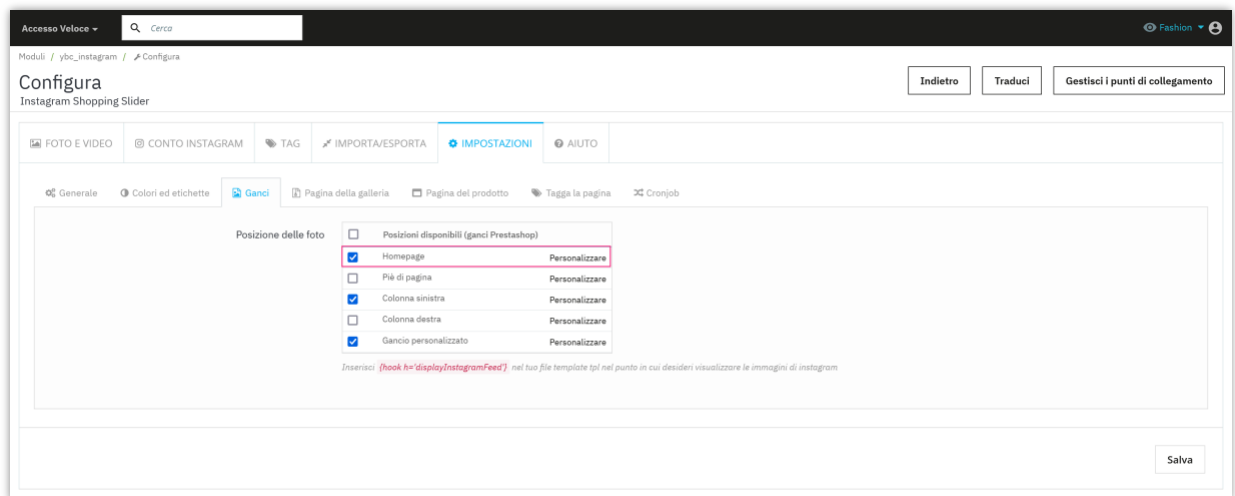 Accesso Veloce
Cerca
Fashion
Moduli / ybc_instagram / Configura
Configura
Instagram Shopping Slider
Indietro
Traduci
Gestisci i punti di collegamento
FOTO E VIDEO
CONTO INSTAGRAM
TAG
IMPORTA/ESPORTA
IMPOSTAZIONI
AIUTO
Generale
Colori ed etichette
Ganci
Pagina della galleria
Pagina del prodotto
Tagga la pagina
Cronjob
Posizione delle foto
Posizioni disponibili (ganci Prestashop)
Homepage Personalizzare
Piè di pagina Personalizzare
Colonna sinistra Personalizzare
Colonna destra Personalizzare
Gancio personalizzato Personalizzare
Inserisci {hook h='displayInstagramFeed'} nel tuo file template tpl nel punto in cui desideri visualizzare le immagini di instagram
Salva